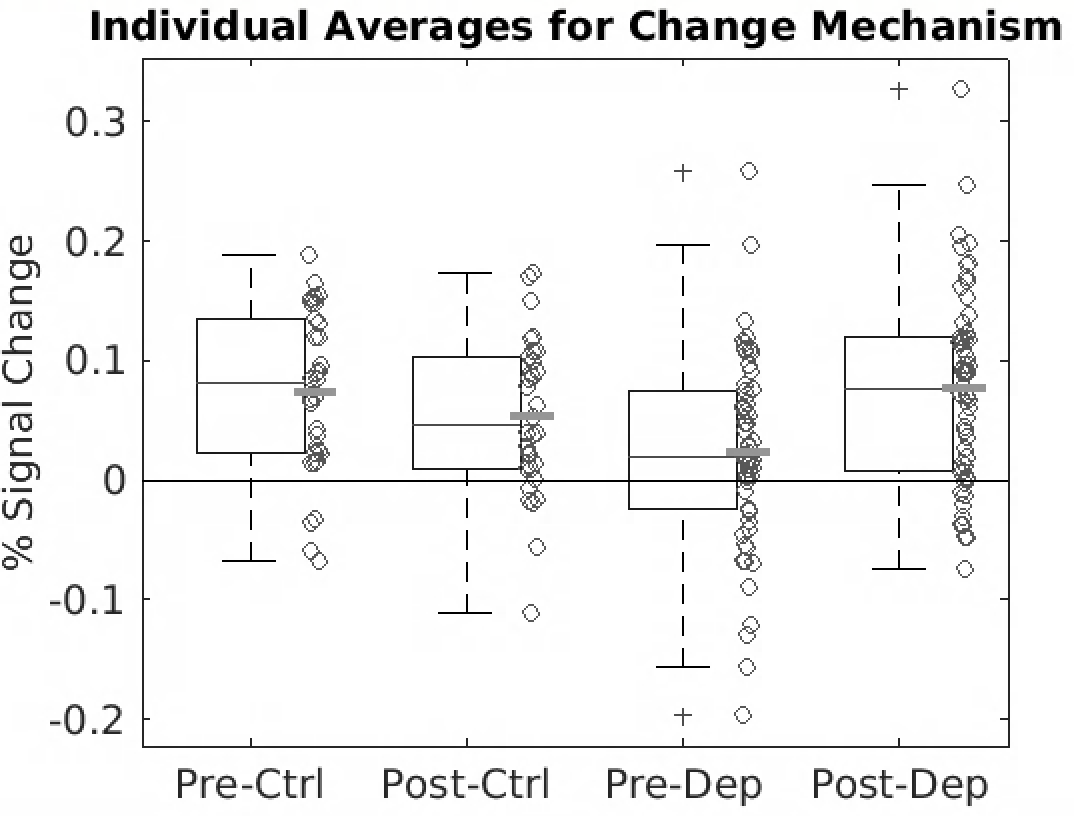 Individual Averages for Change Mechanism
% Signal Change
0.3
0.2
0.1
0
-0.1
-0.2
Pre-Ctrl
Post-Ctrl
Pre-Dep
Post-Dep